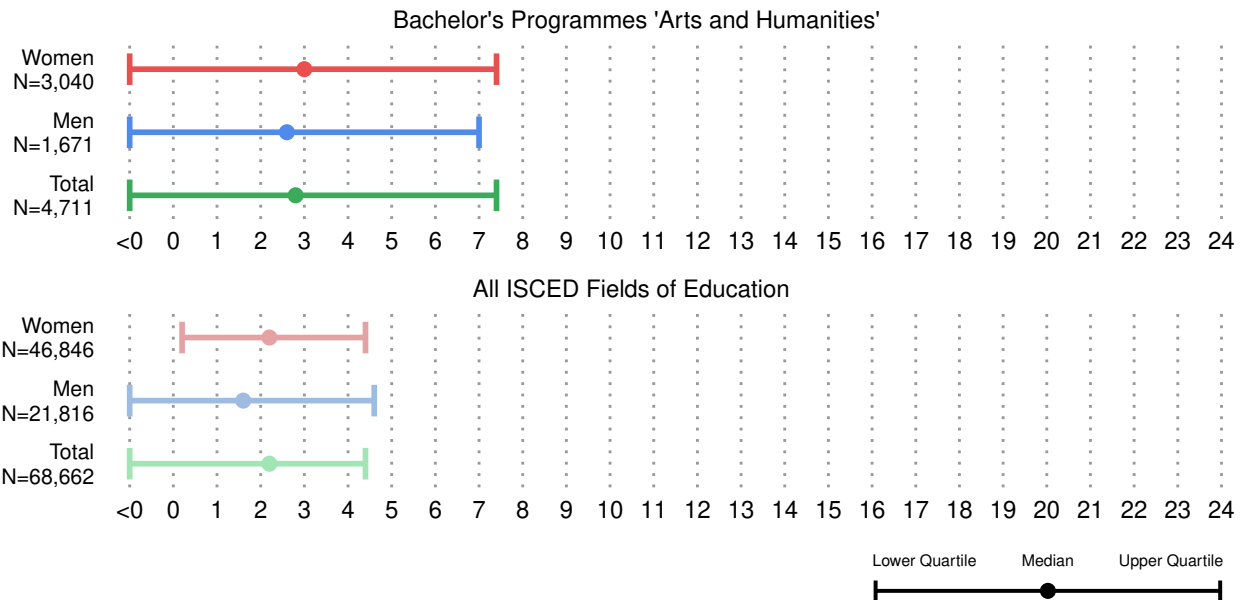 Bachelor's Programmes 'Arts and Humanities'
Women
N=3,040
Men
N=1,671
Total
N=4,711
<0 0 1 2 3 4 5 6 7 8 9 10 11 12 13 14 15 16 17 18 19 20 21 22 23 24
All ISCED Fields of Education
Women
N=46,846
Men
N=21,816
Total
N=68,662
<0 0 1 2 3 4 5 6 7 8 9 10 11 12 13 14 15 16 17 18 19 20 21 22 23 24
Lower Quartile Median Upper Quartile